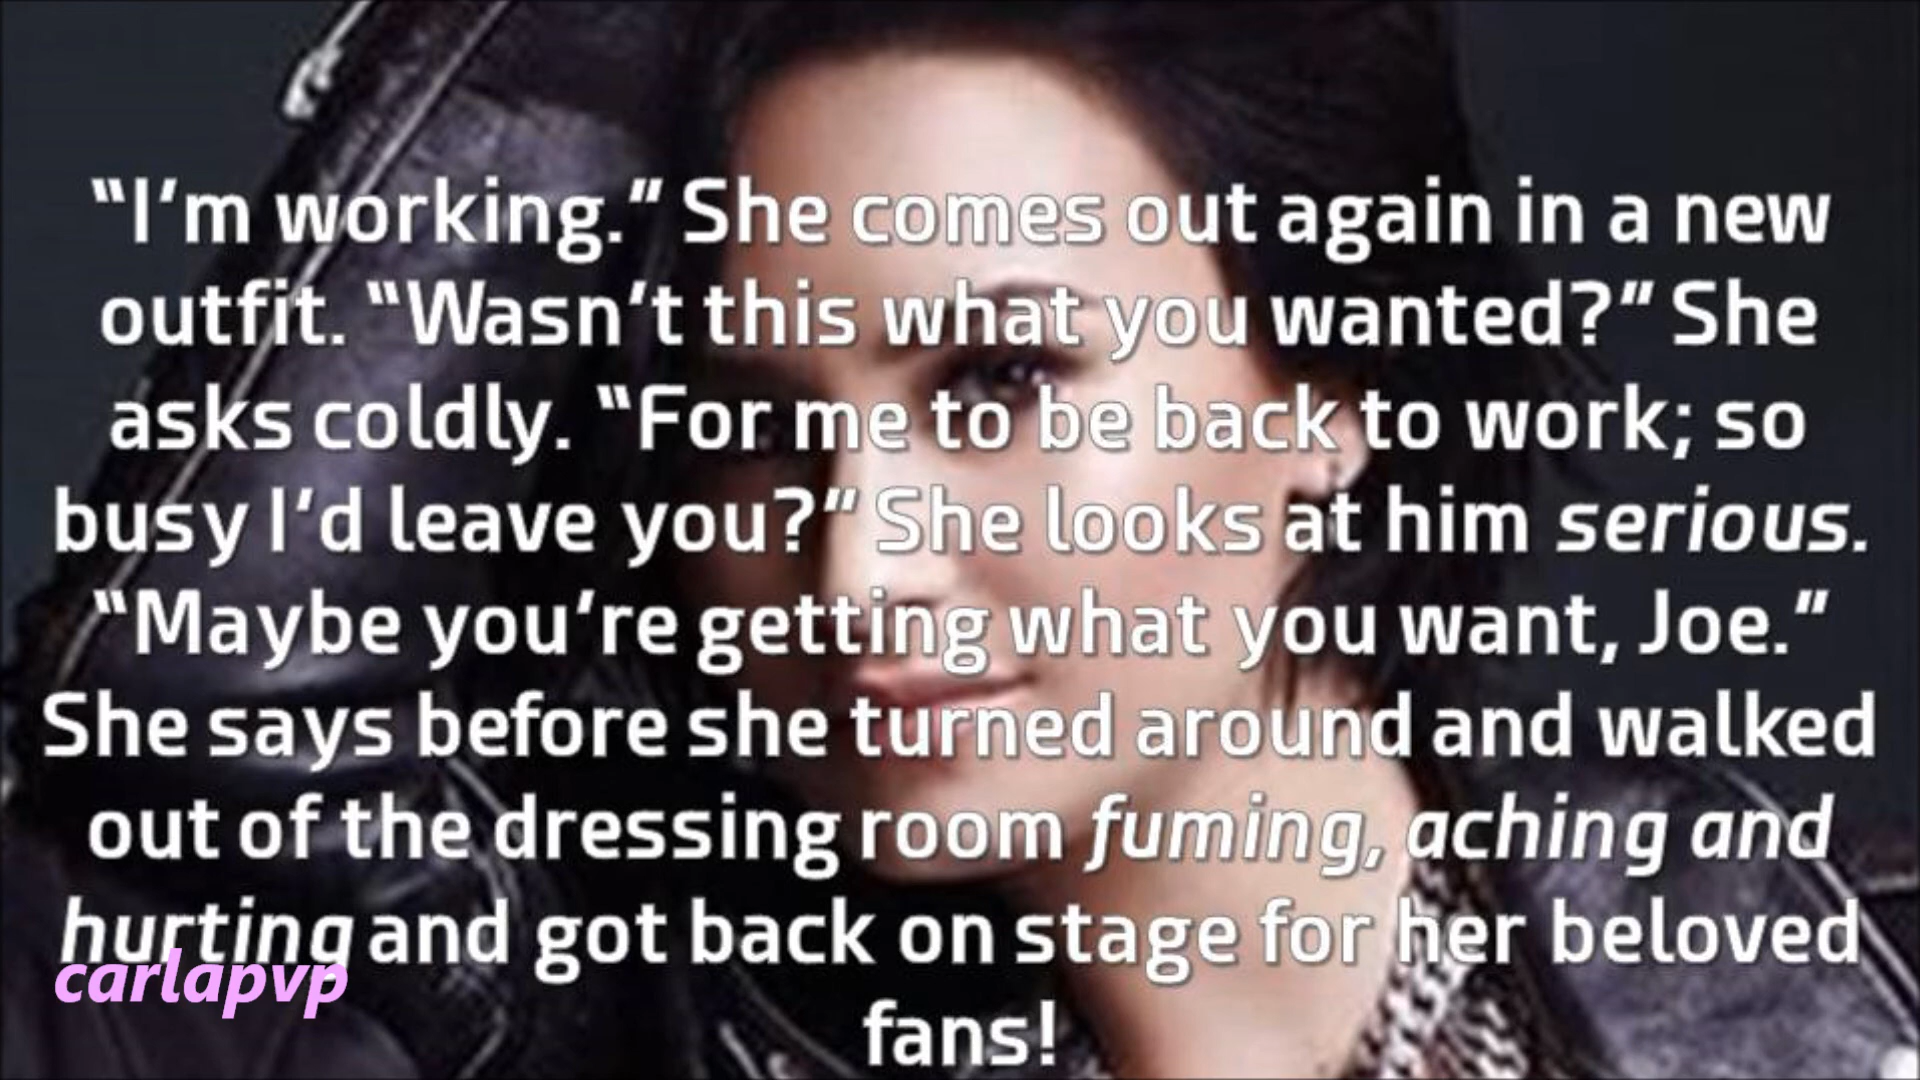 “I’m working.” She comes out again in a new
outfit. “Wasn’t this what you wanted?” She
asks coldly. “For me to be back to work; so
busy I’d leave you?” She looks at him serious.
“Maybe you’re getting what you want, Joe.”
She says before she turned around and walked
out of the dressing room fuming, aching and
hurting and got back on stage for her beloved
fans!
carlapvp